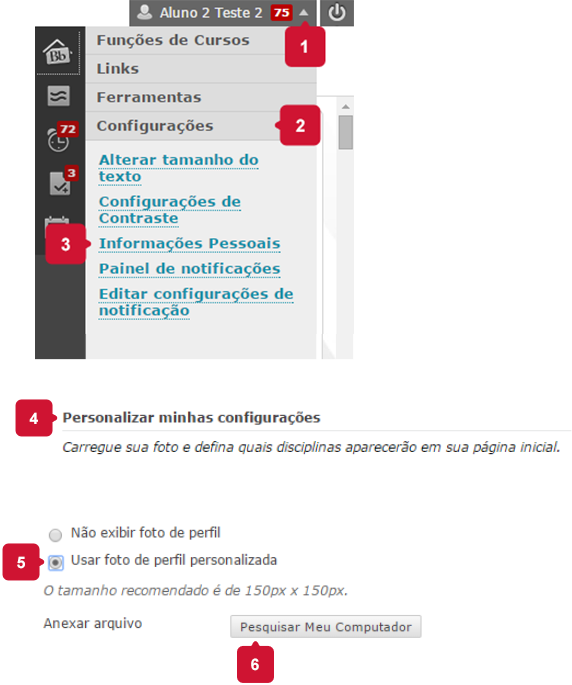 Aluno 2 Teste 2 75
1
Bb
Funções de Cursos
Links
Ferramentas
Configurações
2
72
3
Alterar tamanho do
texto
Configurações de
Contraste
3
Informações Pessoais
Painel de notificações
Editar configurações de
notificação
4
Personalizar minhas configurações
Carregue sua foto e defina quais disciplinas aparecerão em sua página inicial.
Não exibir foto de perfil
5
Usar foto de perfil personalizada
O tamanho recomendado é de 150px x 150px.
Anexar arquivo
Pesquisar Meu Computador
6